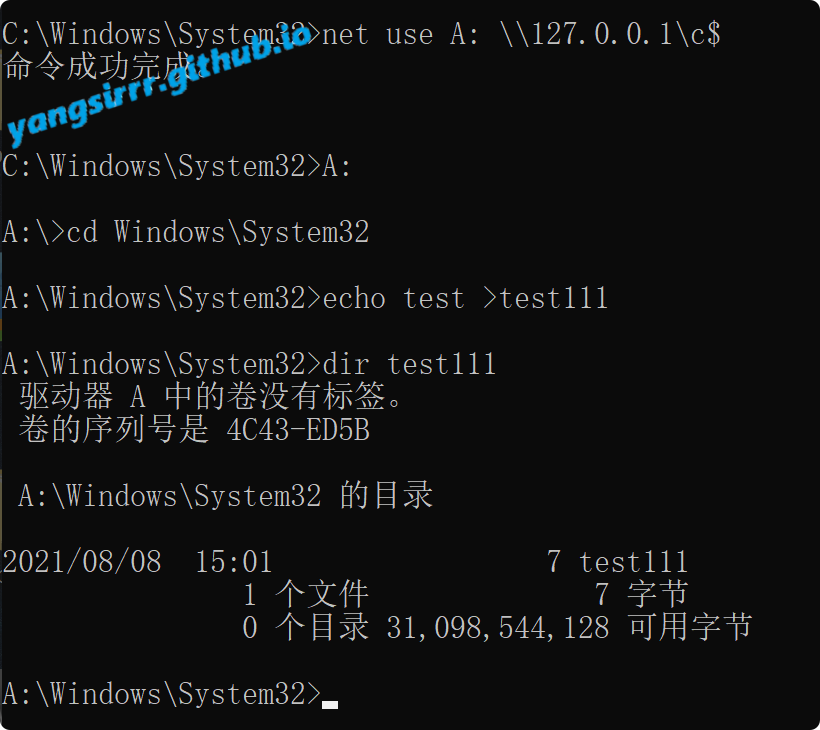 C:\Windows\System32>net use A: \\127.0.0.1\c$
命令成功完成。
yangsirrr.github.io
C:\Windows\System32>A:
A:\>cd Windows\System32
A:\Windows\System32>echo test >test111
A:\Windows\System32>dir test111
驱动器 A 中的卷没有标签。
卷的序列号是 4C43-ED5B
A:\Windows\System32 的目录
2021/08/08  15:01                 7 test111
1 个文件              7 字节
0 个目录 31,098,544,128 可用字节
A:\Windows\System32>